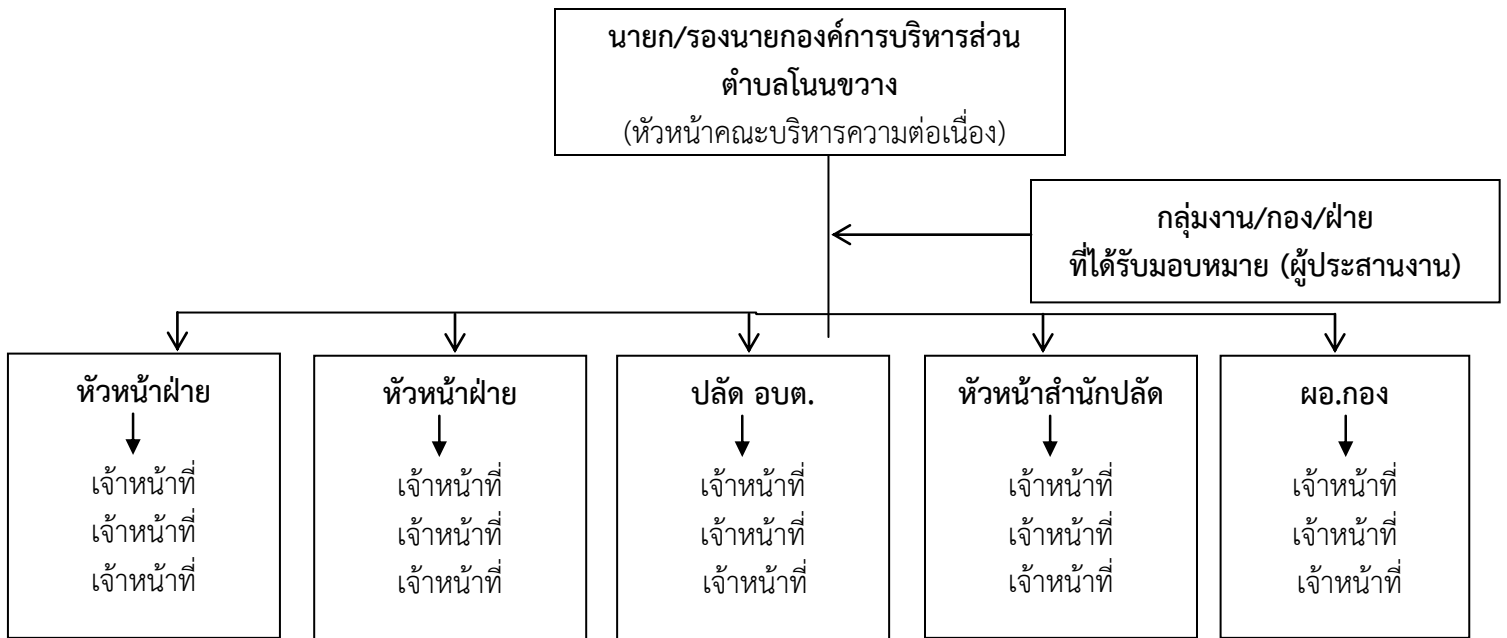 นายก/รองนายกองค์การบริหารส่วน
ตำบลโนนขวาง
(หัวหน้าคณะบริหารความต่อเนื่อง)
กลุ่มงาน/กอง/ฝ่าย
ที่ได้รับมอบหมาย (ผู้ประสานงาน)
หัวหน้าฝ่าย
เจ้าหน้าที่
เจ้าหน้าที่
เจ้าหน้าที่
หัวหน้าฝ่าย
เจ้าหน้าที่
เจ้าหน้าที่
เจ้าหน้าที่
ปลัด อบต.
เจ้าหน้าที่
เจ้าหน้าที่
เจ้าหน้าที่
หัวหน้าสำนักปลัด
เจ้าหน้าที่
เจ้าหน้าที่
เจ้าหน้าที่
ผอ.กอง
เจ้าหน้าที่
เจ้าหน้าที่
เจ้าหน้าที่